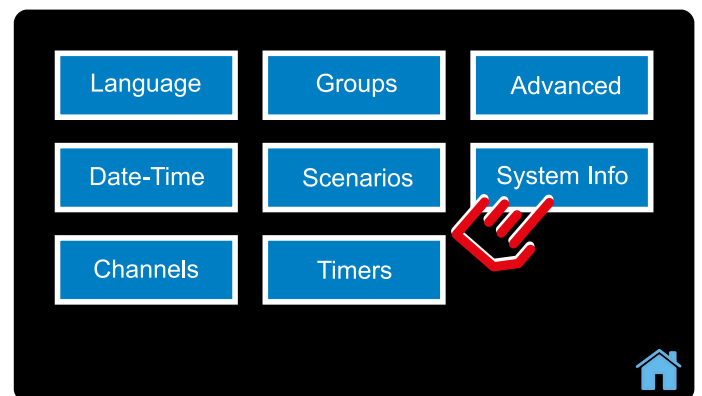 Language
Groups
Advanced
Date-Time
Scenarios
System Info
Channels
Timers